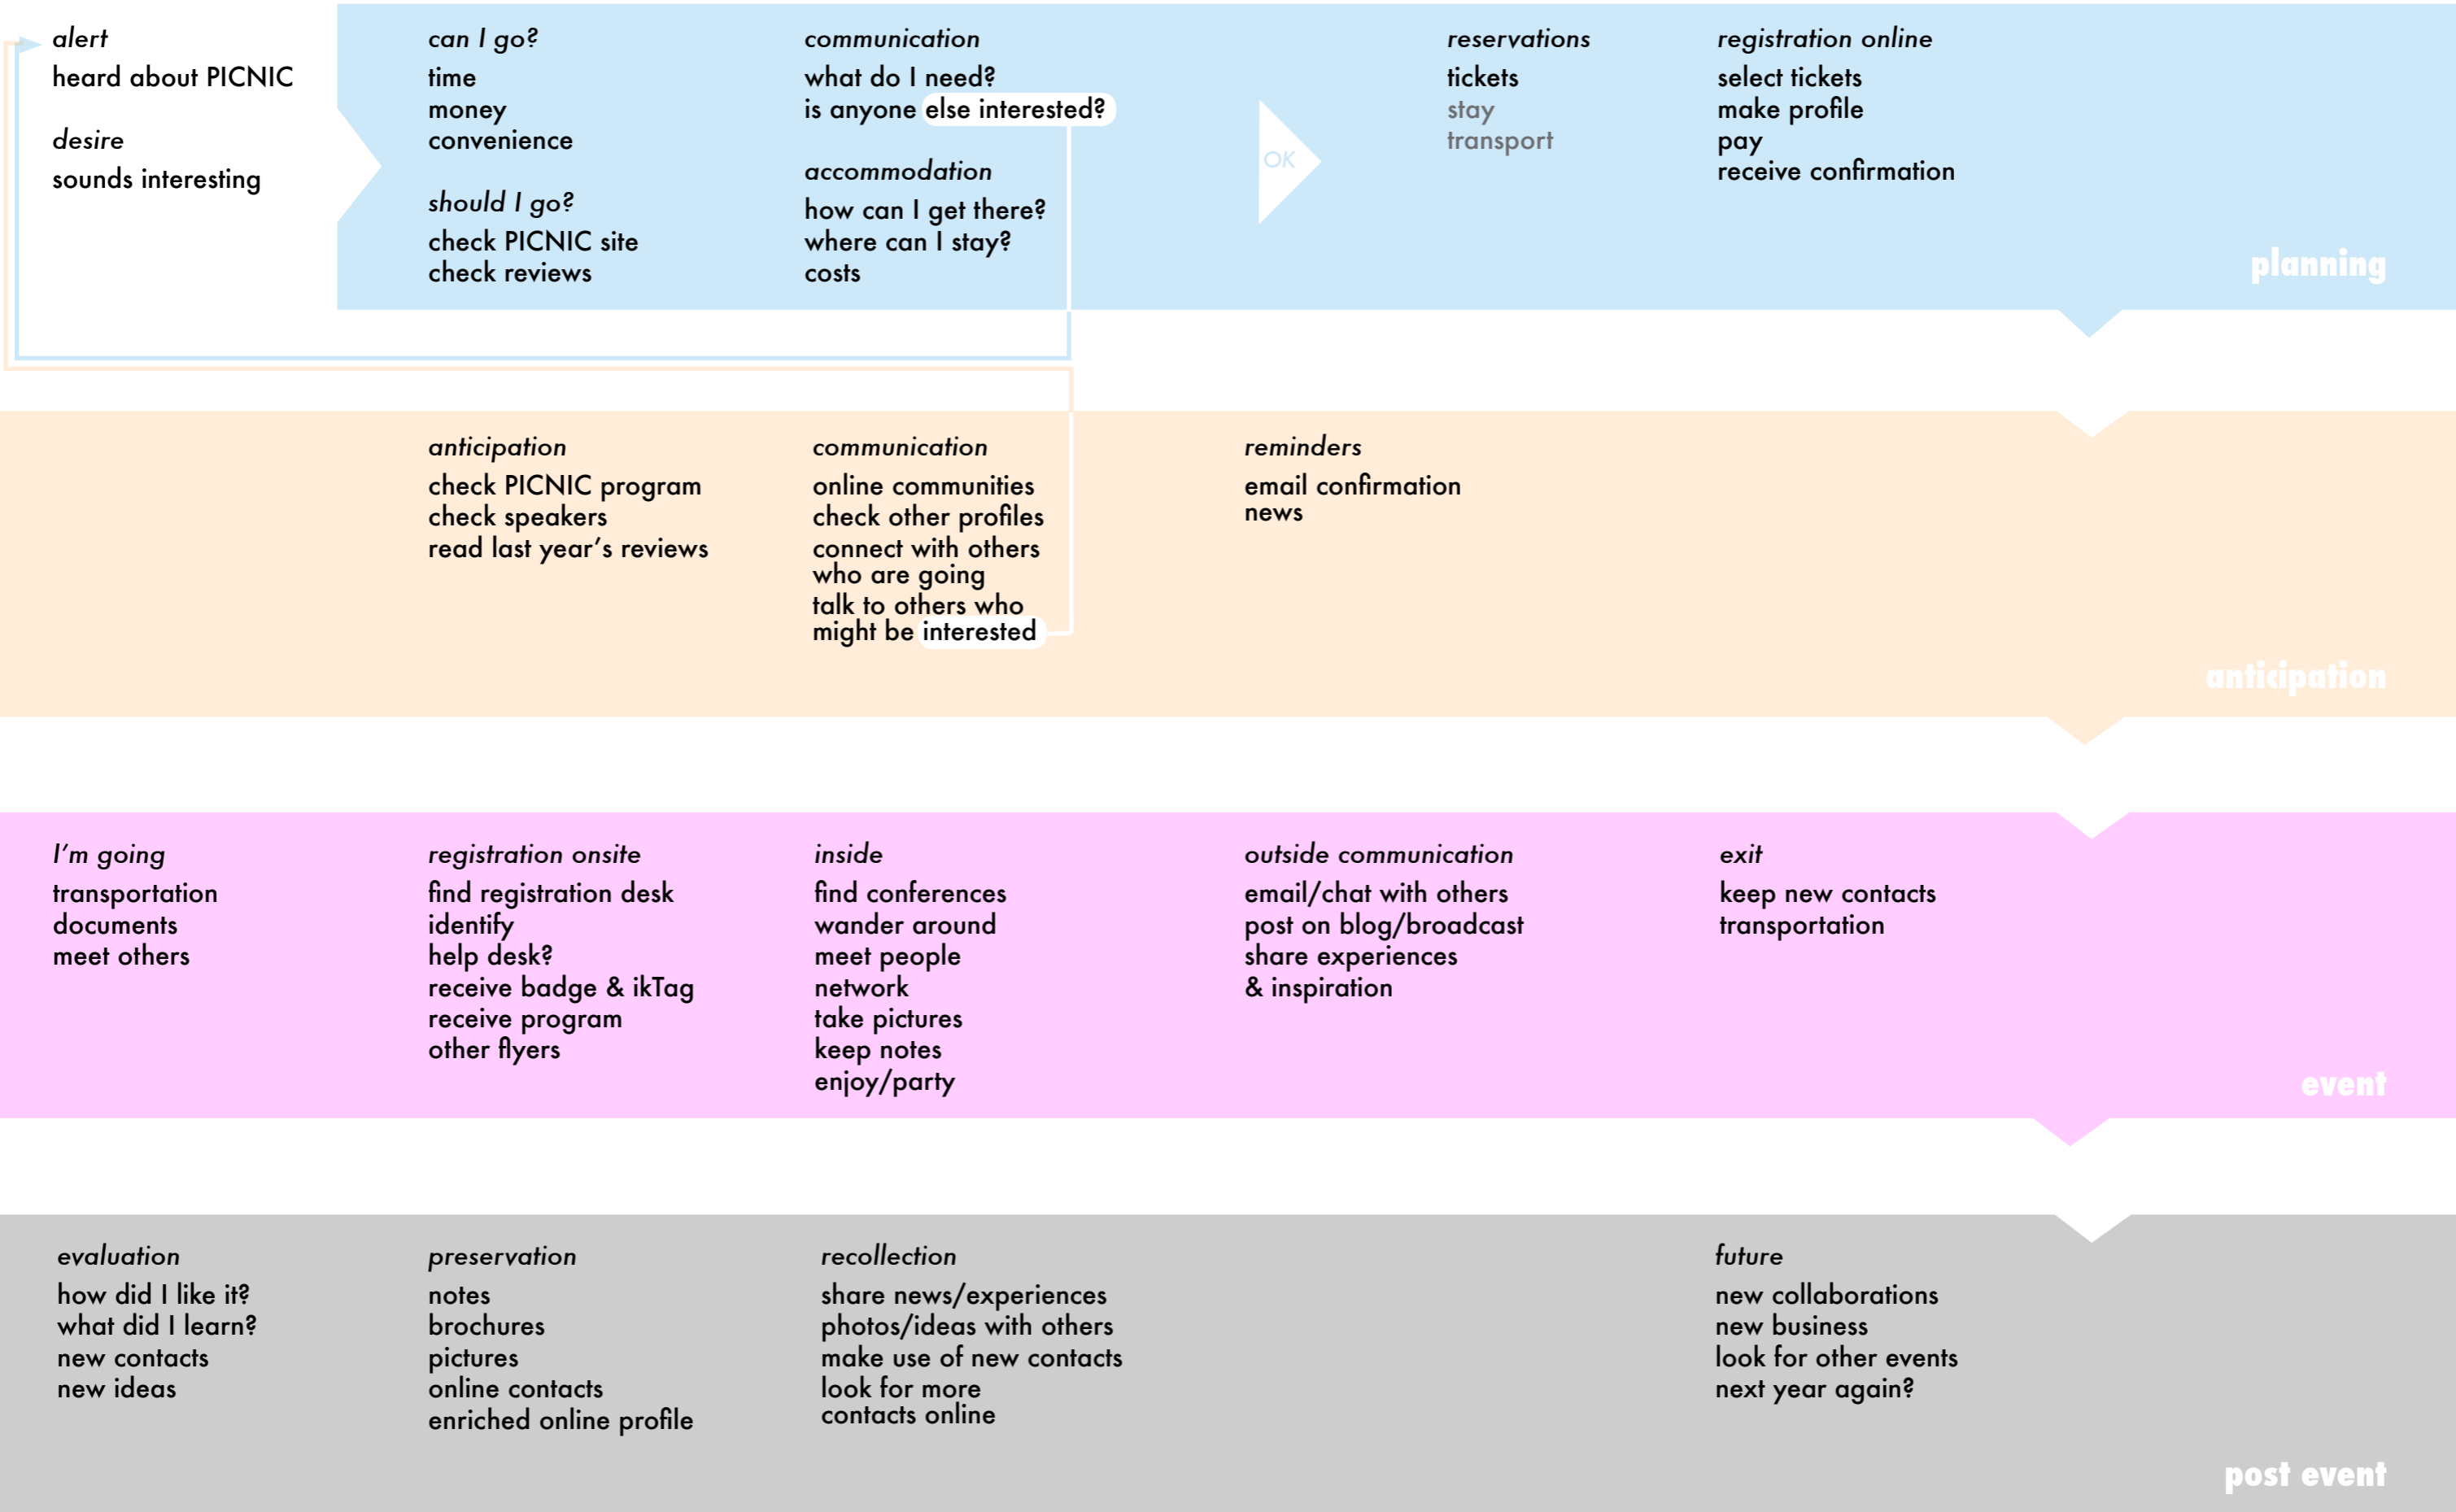 alert
heard about PICNIC
desire
sounds interesting
can I go?
time
money
convenience
should I go?
check PICNIC site
check reviews
communication
what do I need?
is anyone else interested?
accommodation
how can I get there?
where can I stay?
costs
OK
reservations
tickets
stay
transport
registration online
select tickets
make profile
pay
receive confirmation
planning
anticipation
check PICNIC program
check speakers
read last year's reviews
communication
online communities
check other profiles
connect with others
who are going
talk to others who
might be interested
reminders
email confirmation
news
anticipation
I'm going
transportation
documents
meet others
registration onsite
find registration desk
identify
help desk?
receive badge & ikTag
receive program
other flyers
inside
find conferences
wander around
meet people
network
take pictures
keep notes
enjoy/party
outside communication
email/chat with others
post on blog/broadcast
share experiences
& inspiration
exit
keep new contacts
transportation
event
evaluation
how did I like it?
what did I learn?
new contacts
new ideas
preservation
notes
brochures
pictures
online contacts
enriched online profile
recollection
share news/experiences
photos/ideas with others
make use of new contacts
look for more
contacts online
future
new collaborations
new business
look for other events
next year again?
post event